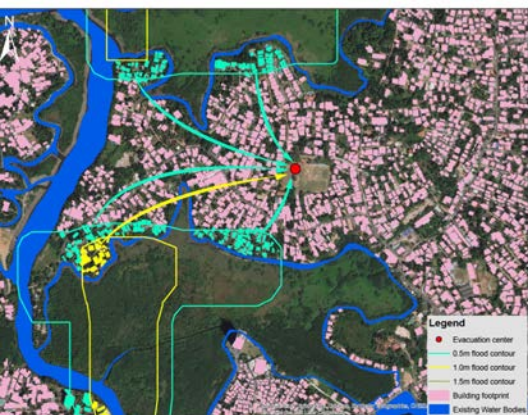 N
Legend
Evacuation center
0.5m flood contour
1.0m flood contour
1.5m flood contour
Building footprint
Existing Water Bodies